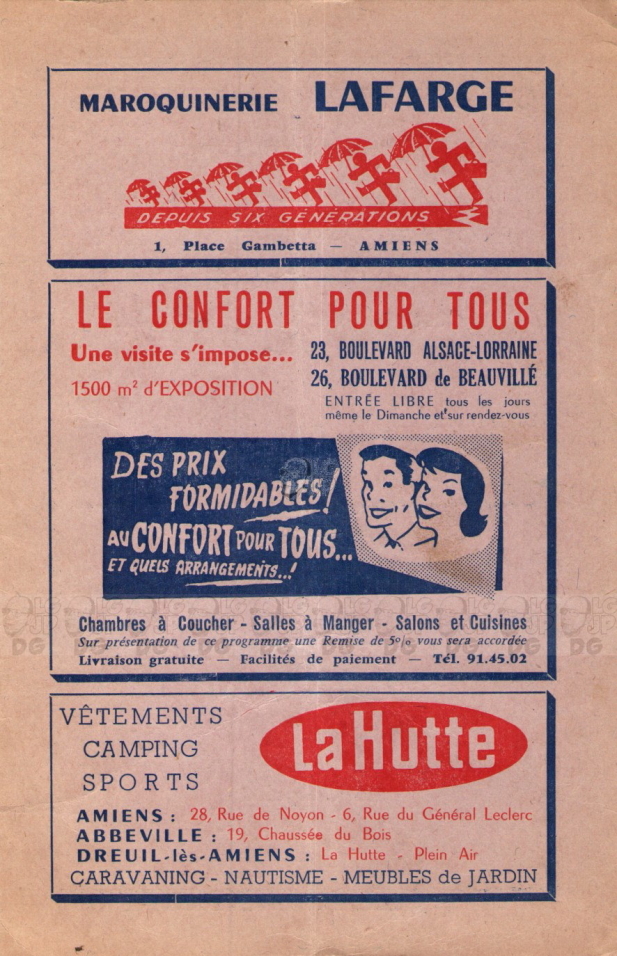 MAROQUINERIE LAFARGE
DEPUIS SIX GÉNÉRATIONS
1, Place Gambetta — AMIENS
LE CONFORT POUR TOUS
Une visite s'impose...
1500 m² d'EXPOSITION
23, BOULEVARD ALSACE-LORRAINE
26, BOULEVARD de BEAUVILLÉ
ENTRÉE LIBRE tous les jours
même le Dimanche et sur rendez-vous
DES PRIX
FORMIDABLES!
AU CONFORT POUR TOUS...
ET QUELS ARRANGEMENTS...!
Chambres à Coucher - Salles à Manger - Salons et Cuisines
Sur présentation de ce programme une Remise de 5% vous sera accordée
Livraison gratuite — Facilités de paiement — Tél. 91.45.02
VÊTEMENTS
CAMPING
SPORTS
La Hutte
AMIENS : 28, Rue de Noyon - 6, Rue du Général Leclerc
ABBEVILLE : 19, Chaussée du Bois
DREUIL-lès-AMIENS : La Hutte - Plein Air
CARAVANING - NAUTISME - MEUBLES de JARDIN